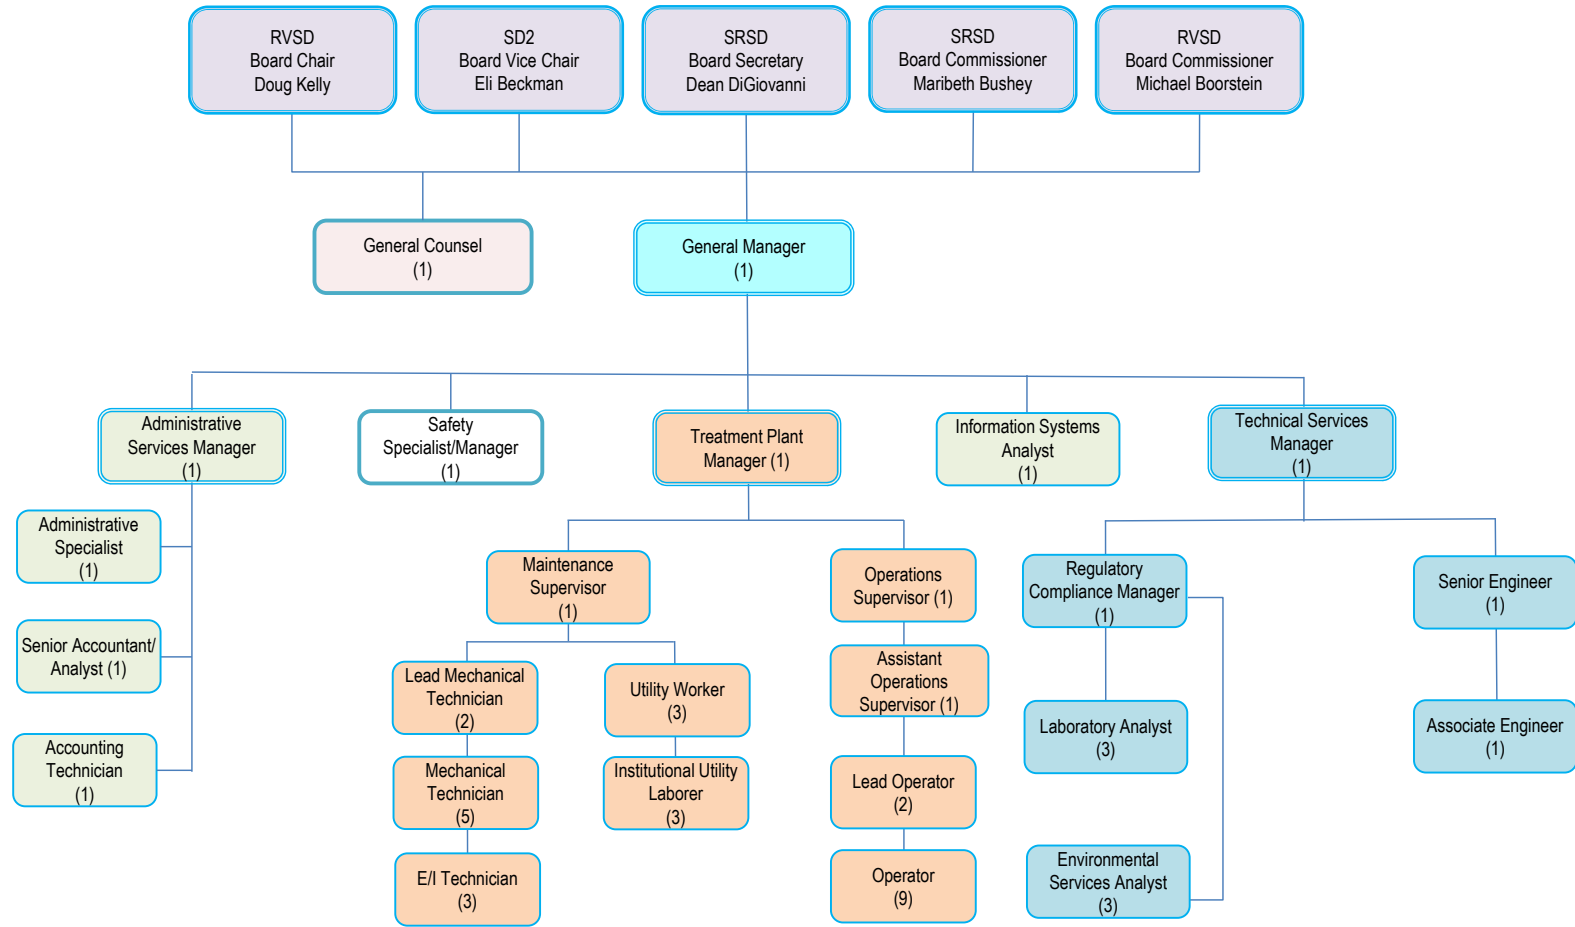 RVSD
Board Chair
Doug Kelly
SD2
Board Vice Chair
Eli Beckman
SRSD
Board Secretary
Dean DiGiovanni
SRSD
Board Commissioner
Maribeth Bushey
RVSD
Board Commissioner
Michael Boorstein
General Counsel
(1)
General Manager
(1)
Administrative
Services Manager
(1)
Safety
Specialist/Manager
(1)
Treatment Plant
Manager (1)
Information Systems
Analyst
(1)
Technical Services
Manager
(1)
Administrative
Specialist
(1)
Senior Accountant/
Analyst (1)
Accounting
Technician
(1)
Maintenance
Supervisor
(1)
Lead Mechanical
Technician
(2)
Mechanical
Technician
(5)
E/I Technician
(3)
Utility Worker
(3)
Institutional Utility
Laborer
(3)
Operations
Supervisor (1)
Assistant
Operations
Supervisor (1)
Lead Operator
(2)
Operator
(9)
Regulatory
Compliance Manager
(1)
Laboratory Analyst
(3)
Environmental
Services Analyst
(3)
Senior Engineer
(1)
Associate Engineer
(1)